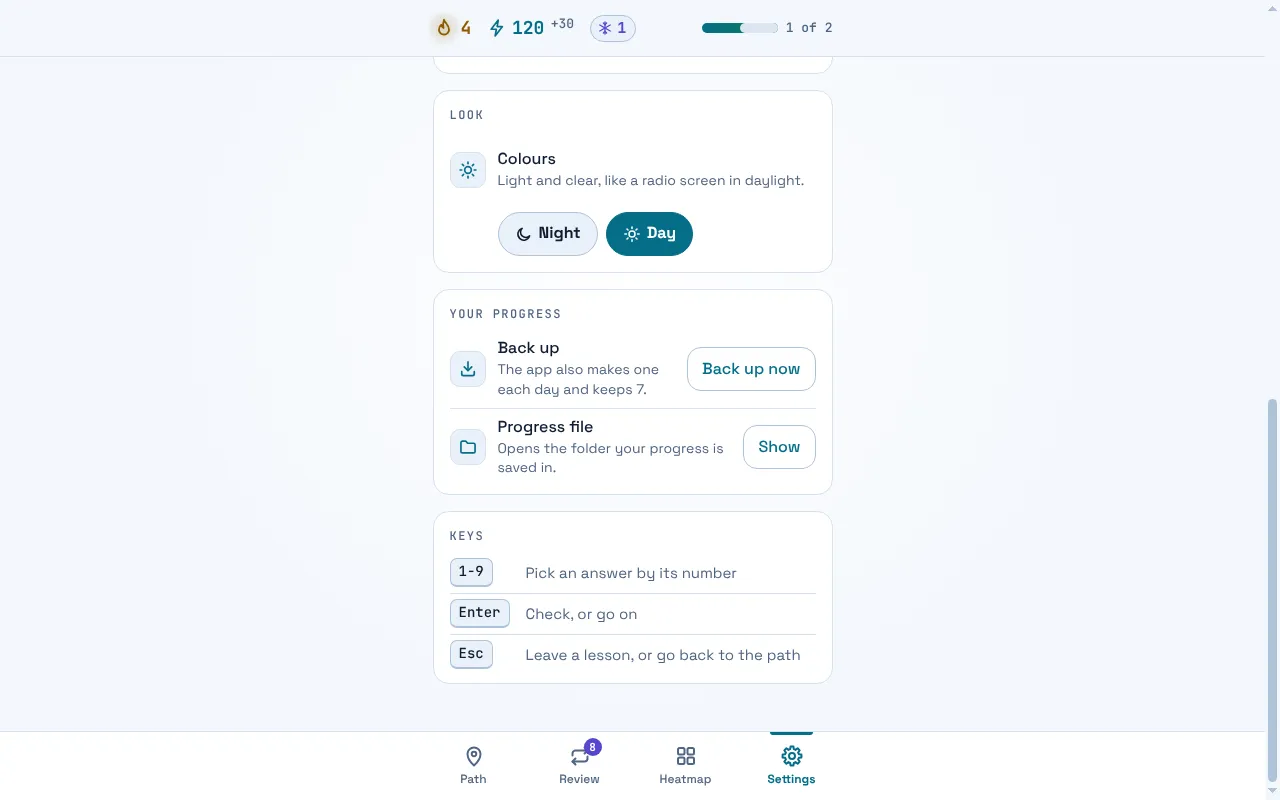 4 120 +30 1 1 of 2
LOOK
Colours
Light and clear, like a radio screen in daylight.
Night Day
YOUR PROGRESS
Back up
The app also makes one
each day and keeps 7.
Back up now
Progress file
Opens the folder your progress is
saved in.
Show
KEYS
1-9 Pick an answer by its number
Enter Check, or go on
Esc Leave a lesson, or go back to the path
8
Path Review Heatmap Settings